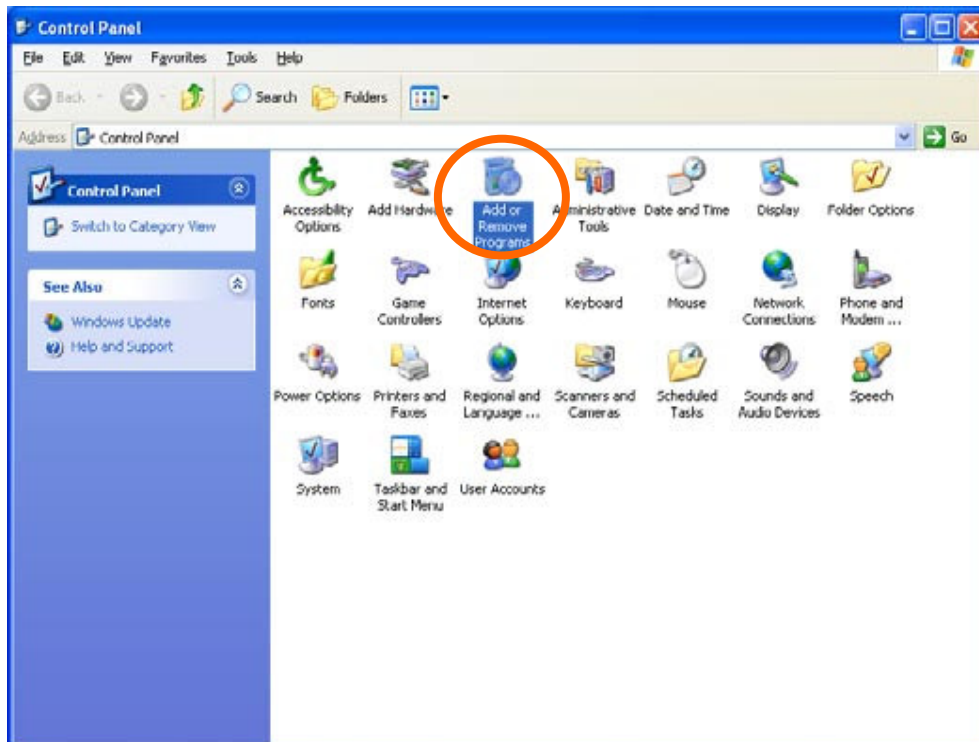 Control Panel
File Edit View Favorites Tools Help
Back Search Folders
Address Control Panel Go
Control Panel
Switch to Category View
See Also
Windows Update
Help and Support
Accessibility Options
Add Hardware
Add or Remove Programs
Administrative Tools
Date and Time
Display
Folder Options
Fonts
Game Controllers
Internet Options
Keyboard
Mouse
Network Connections
Phone and Modem ...
Power Options
Printers and Faxes
Regional and Language ...
Scanners and Cameras
Scheduled Tasks
Sounds and Audio Devices
Speech
System
Taskbar and Start Menu
User Accounts